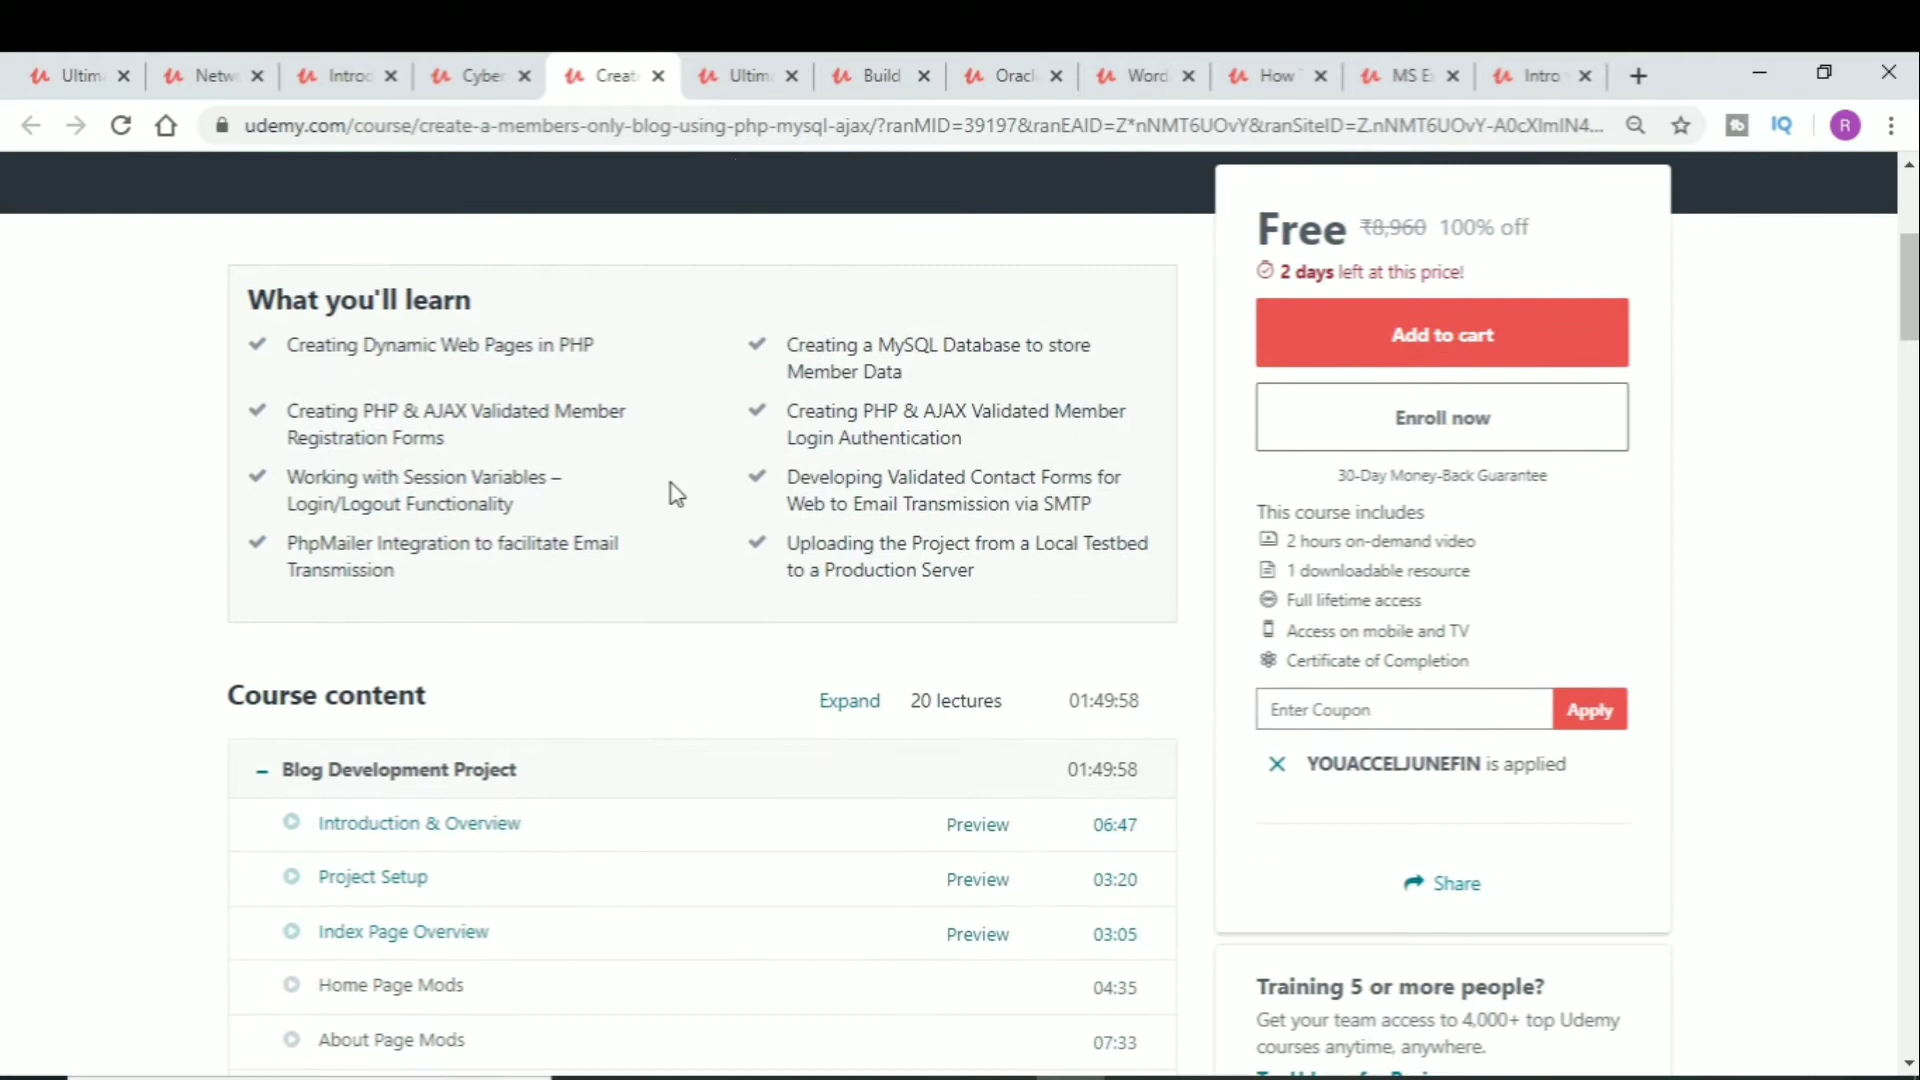 Ultim
Netw
Introc
Cyber
Creat
Ultima
Build
Oracl
Word
How
MS E
Intro
udemy.com/course/create-a-members-only-blog-using-php-mysql-ajax/?ranMID=39197&ranEAID=Z*nNMT6UOvY&ranSiteID=Z.nNMT6UOvY-A0cXImIN4...
IQ
R
Free ₹8,960 100% off
2 days left at this price!
Add to cart
Enroll now
30-Day Money-Back Guarantee
This course includes
2 hours on-demand video
1 downloadable resource
Full lifetime access
Access on mobile and TV
Certificate of Completion
Enter Coupon
Apply
YOUACCELJUNEFIN is applied
Share
Training 5 or more people?
Get your team access to 4,000+ top Udemy
courses anytime, anywhere.
What you'll learn
Creating Dynamic Web Pages in PHP
Creating a MySQL Database to store
Member Data
Creating PHP & AJAX Validated Member
Registration Forms
Creating PHP & AJAX Validated Member
Login Authentication
Working with Session Variables –
Login/Logout Functionality
Developing Validated Contact Forms for
Web to Email Transmission via SMTP
PhpMailer Integration to facilitate Email
Transmission
Uploading the Project from a Local Testbed
to a Production Server
Course content
Expand
20 lectures
01:49:58
Blog Development Project
01:49:58
Introduction & Overview
Preview
06:47
Project Setup
Preview
03:20
Index Page Overview
Preview
03:05
Home Page Mods
04:35
About Page Mods
07:33